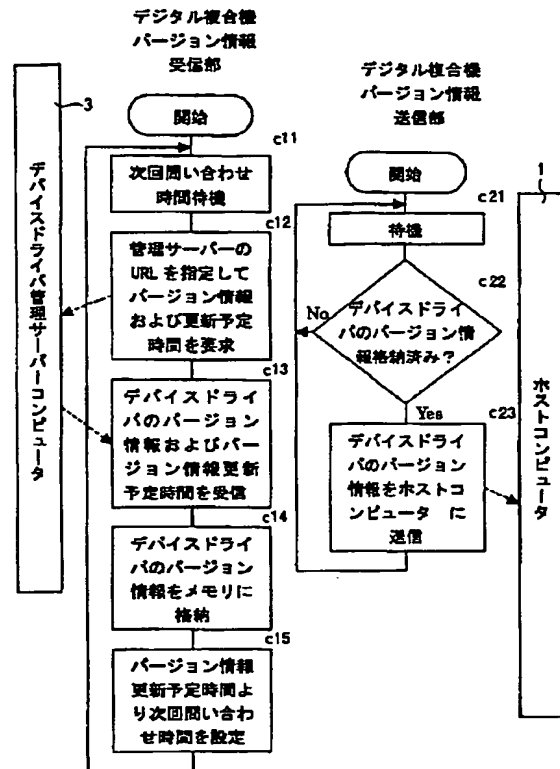 デジタル複合機
バージョン情報
受信部
3
開始
c11
次回問い合わせ
時間待機
c12
管理サーバーの
URLを指定して
バージョン情報
および更新予定
時間を要求
c13
デバイスドライ
バのバージョン
情報およびバー
ジョン情報更新
予定時間を受信
c14
デバイスドライ
バのバージョン
情報をメモリに
格納
c15
バージョン情報
更新予定時間よ
り次回問い合わ
せ時間を設定
デバイスドライバ管理サーバーコンピュータ
デジタル複合機
バージョン情報
送信部
開始
c21
待機
c22
デバイスドライ
バのバージョン情
報格納済み?
No
Yes
c23
デバイスドライ
バのバージョン
情報をホストコ
ンピュータ に
送信
1
ホストコンピュータ